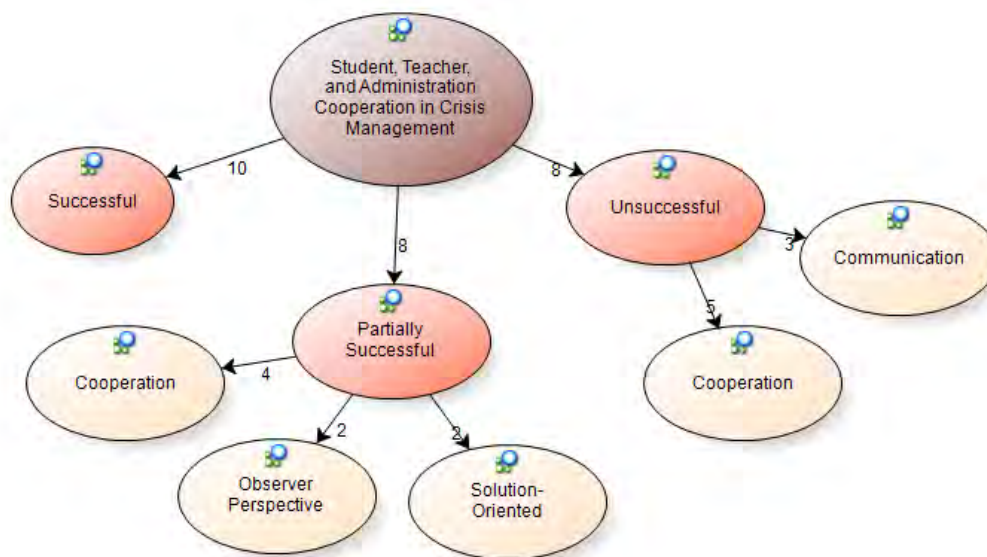 Student, Teacher,
and Administration
Cooperation in Crisis
Management
10
8
8
Successful
Unsuccessful
3
Communication
5
Cooperation
Partially
Successful
4
Cooperation
2
2
Observer
Perspective
Solution-
Oriented